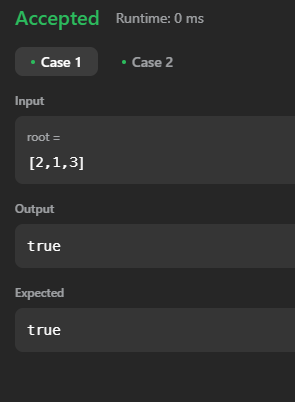 Accepted Runtime: 0 ms
• Case 1 • Case 2
Input
root =
[2,1,3]
Output
true
Expected
true